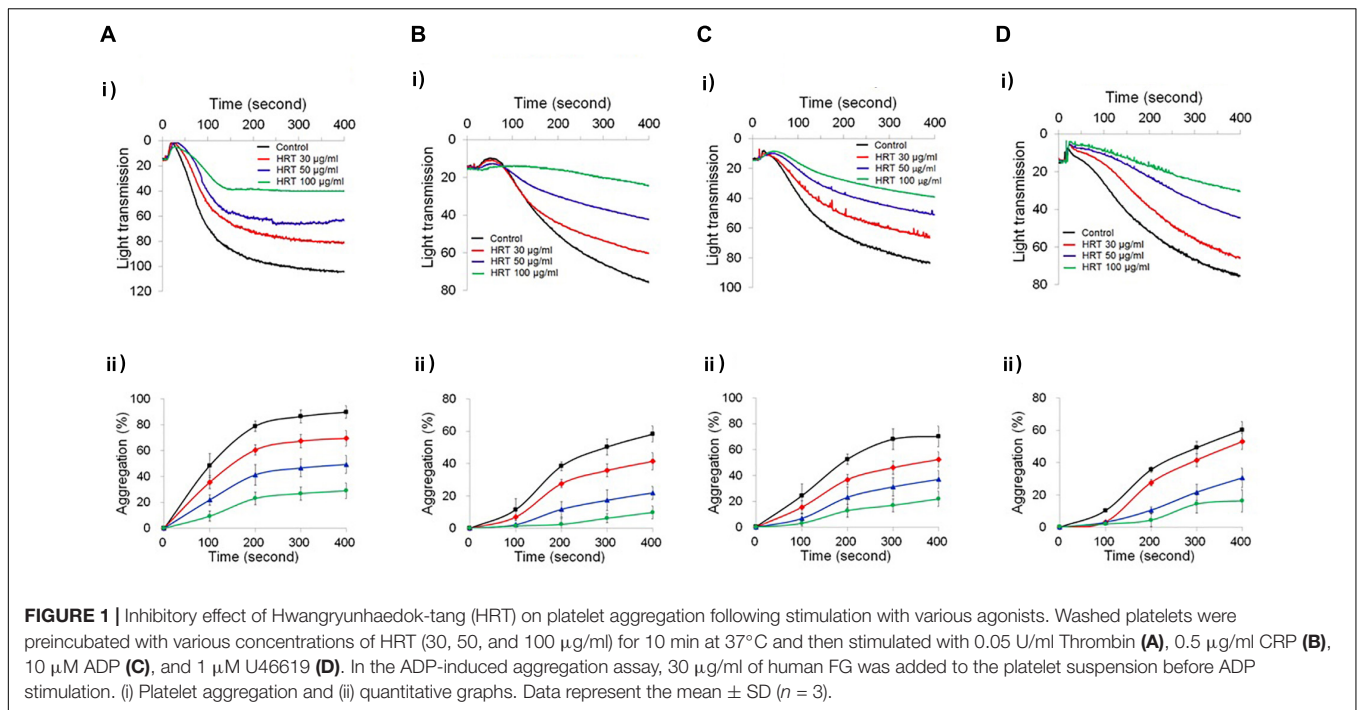 A B C D
i) i) i) i)
Time (second) Time (second) Time (second) Time (second)
0 100 200 300 400 0 100 200 300 400 0 100 200 300 400 0 100 200 300 400
Light transmission
0
20
40
60
80
100
120
Control
HRT 30 µg/ml
HRT 50 µg/ml
HRT 100 µg/ml
Light transmission
0
20
40
60
80
Control
HRT 30 µg/ml
HRT 50 µg/ml
HRT 100 µg/ml
Light transmission
0
20
40
60
80
100
Control
HRT 30 µg/ml
HRT 50 µg/ml
HRT 100 µg/ml
Light transmission
0
20
40
60
80
Control
HRT 30 µg/ml
HRT 50 µg/ml
HRT 100 µg/ml
ii) ii) ii) ii)
Aggregation (%)
100
80
60
40
20
0
0 100 200 300 400
Time (second)
Aggregation (%)
80
60
40
20
0
0 100 200 300 400
Time (second)
Aggregation (%)
100
80
60
40
20
0
0 100 200 300 400
Time (second)
Aggregation (%)
80
60
40
20
0
0 100 200 300 400
Time (second)
FIGURE 1 | Inhibitory effect of Hwangryunhaedok-tang (HRT) on platelet aggregation following stimulation with various agonists. Washed platelets were
preincubated with various concentrations of HRT (30, 50, and 100 µg/ml) for 10 min at 37°C and then stimulated with 0.05 U/ml Thrombin (A), 0.5 µg/ml CRP (B),
10 µM ADP (C), and 1 µM U46619 (D). In the ADP-induced aggregation assay, 30 µg/ml of human FG was added to the platelet suspension before ADP
stimulation. (i) Platelet aggregation and (ii) quantitative graphs. Data represent the mean ± SD (n = 3).